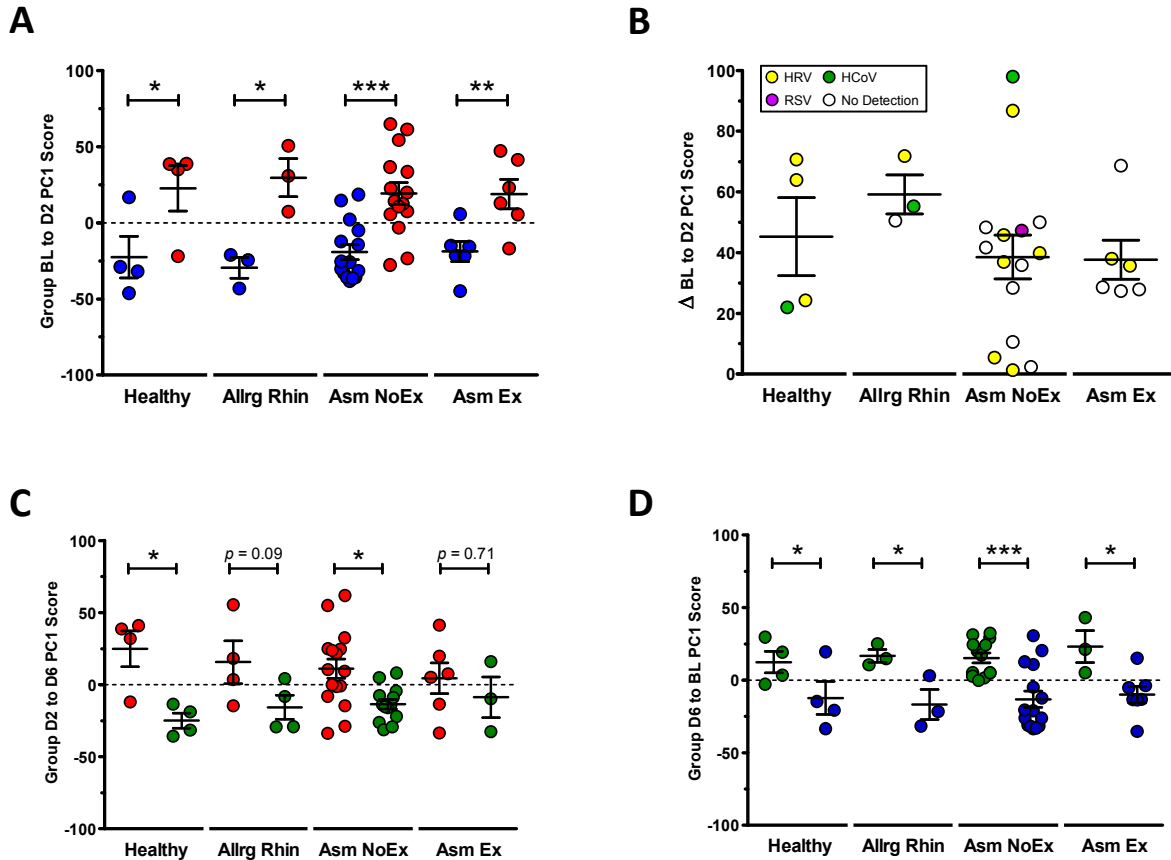 A
Group BL to D2 PC1 Score
100
50
0
-50
-100
* * *** **
Healthy Allrg Rhin Asm NoEx Asm Ex
B
Δ BL to D2 PC1 Score
100
80
60
40
20
0
HRV HCoV
RSV No Detection
Healthy Allrg Rhin Asm NoEx Asm Ex
C
Group D2 to D6 PC1 Score
100
50
0
-50
-100
* p = 0.09 * p = 0.71
Healthy Allrg Rhin Asm NoEx Asm Ex
D
Group D6 to BL PC1 Score
100
50
0
-50
-100
* * *** *
Healthy Allrg Rhin Asm NoEx Asm Ex